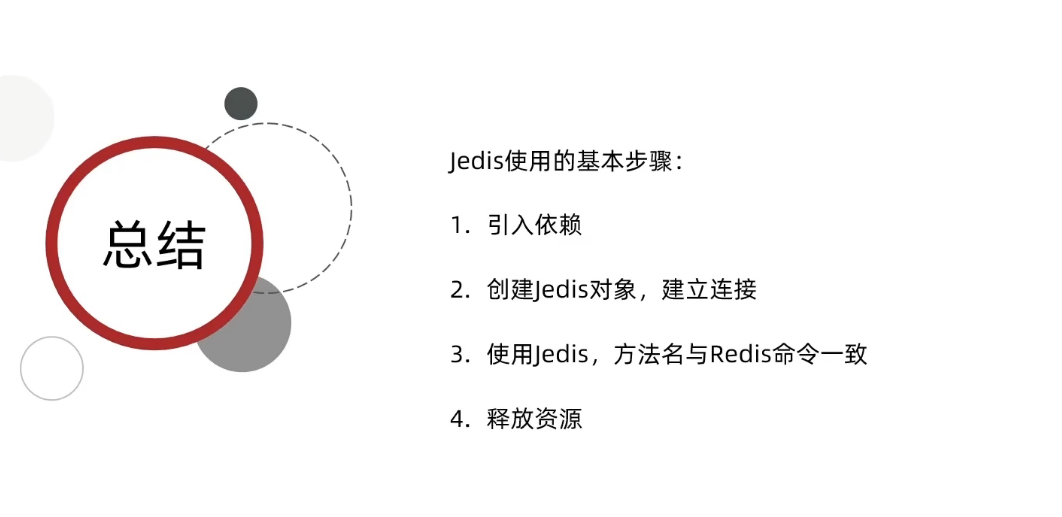 总结
Jedis使用的基本步骤：
1. 引入依赖
2. 创建Jedis对象，建立连接
3. 使用Jedis，方法名与Redis命令一致
4. 释放资源